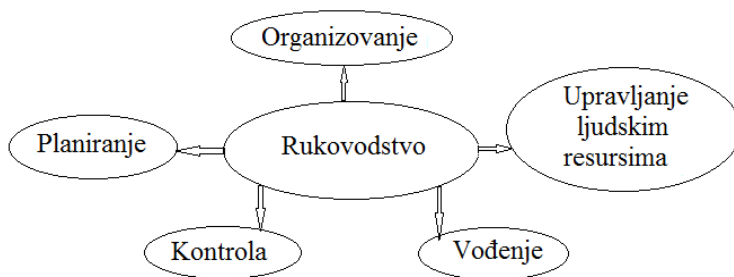 Organizovanje
Upravljanje
ljudskim
resursima
Planiranje
Rukovodstvo
Kontrola
Vođenje